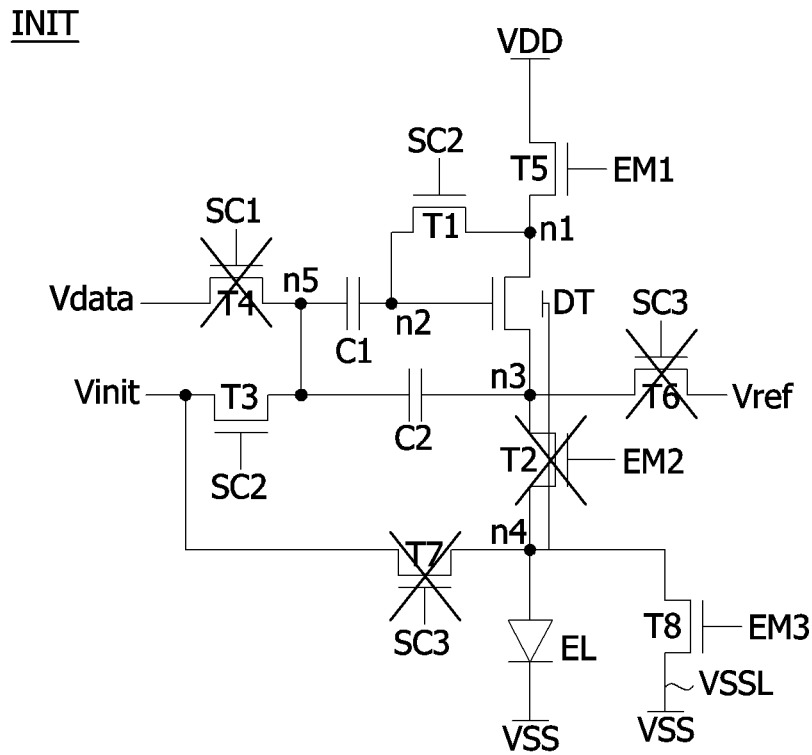 INIT
VDD
SC2
T5 EM1
SC1
T1 n1
n5
Vdata T4 n2 DT
C1 SC3
n3
Vinit T3 T6 Vref
C2
SC2 T2 EM2
n4
T7
SC3 EL T8 EM3
VSSL
VSS VSS